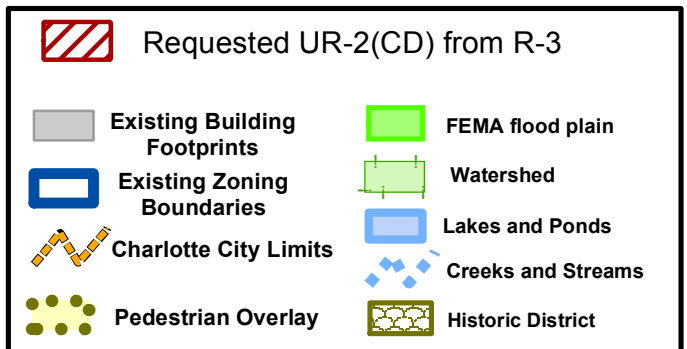 Requested UR-2(CD) from R-3
Existing Building
Footprints
Existing Zoning
Boundaries
Charlotte City Limits
Pedestrian Overlay
FEMA flood plain
Watershed
Lakes and Ponds
Creeks and Streams
Historic District